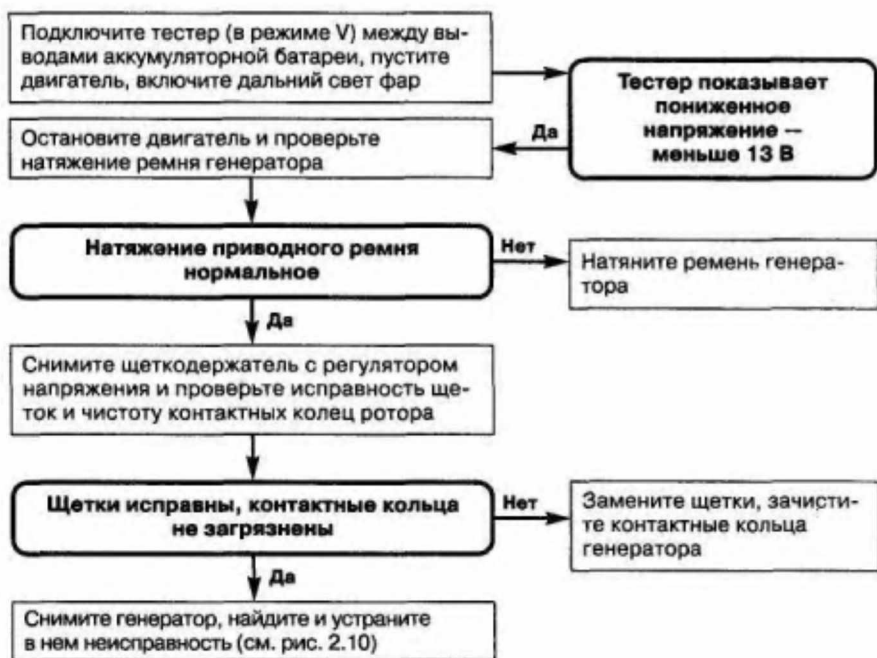 Подключите тестер (в режиме V) между вы-
водами аккумуляторной батареи, пустите
двигатель, включите дальний свет фар
Тестер показывает
пониженное
напряжение —
меньше 13 В
Да
Остановите двигатель и проверьте
натяжение ремня генератора
Натяжение приводного ремня
нормальное
Нет
Натяните ремень генера-
тора
Да
Снимите щеткодержатель с регулятором
напряжения и проверьте исправность ще-
ток и чистоту контактных колец ротора
Щетки исправны, контактные кольца
не загрязнены
Нет
Замените щетки, зачисти-
те контактные кольца
генератора
Да
Снимите генератор, найдите и устраните
в нем неисправность (см. рис. 2.10)